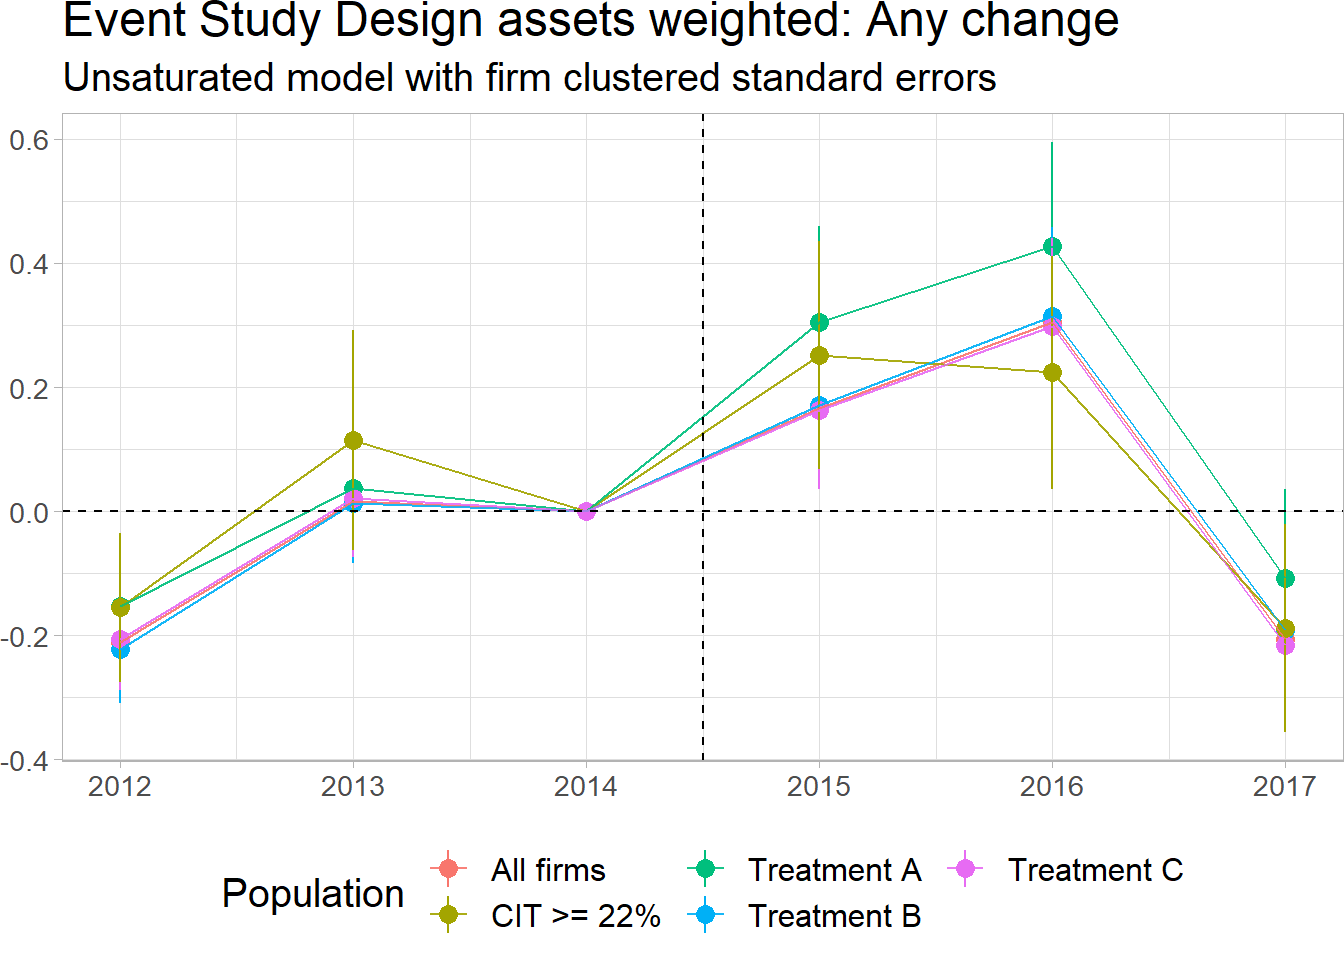 Event Study Design assets weighted: Any change
Unsaturated model with firm clustered standard errors
0.6
0.4
0.2
0.0
-0.2
-0.4
2012 2013 2014 2015 2016 2017
Population
All firms Treatment A Treatment C
CIT >= 22% Treatment B